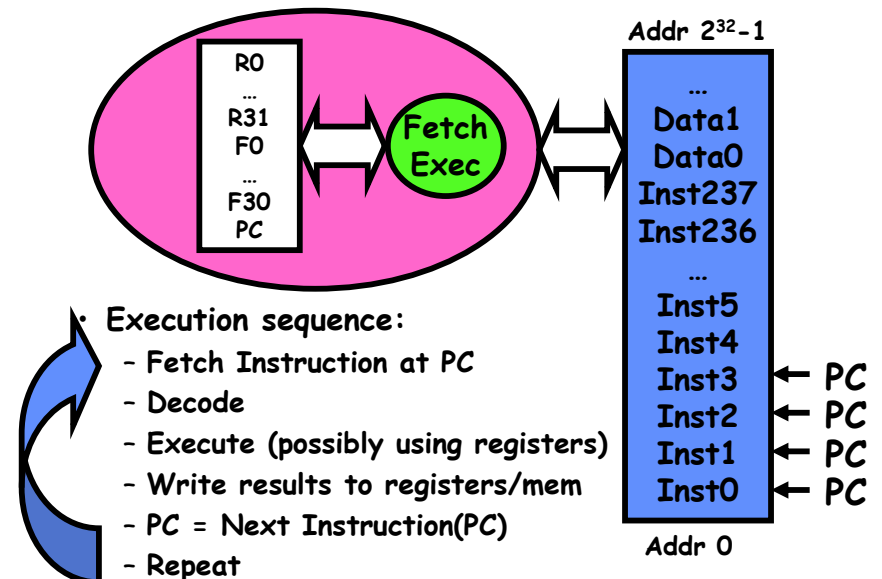 R0
…
R31
F0
…
F30
PC
Fetch
Exec
Addr 2³²-1
…
Data1
Data0
Inst237
Inst236
…
Inst5
Inst4
Inst3
Inst2
Inst1
Inst0
PC
PC
PC
PC
Addr 0
• Execution sequence:
– Fetch Instruction at PC
– Decode
– Execute (possibly using registers)
– Write results to registers/mem
– PC = Next Instruction(PC)
– Repeat